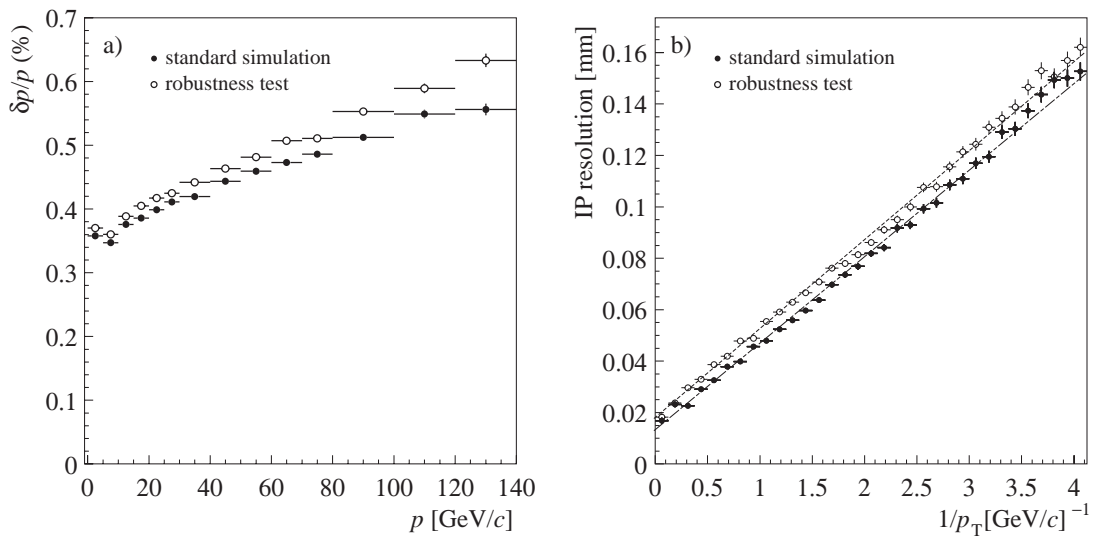 a)
standard simulation
robustness test
δp/p (%)
0.7
0.6
0.5
0.4
0.3
0.2
0.1
0
0 20 40 60 80 100 120 140
p [GeV/c]
b)
standard simulation
robustness test
IP resolution [mm]
0.16
0.14
0.12
0.1
0.08
0.06
0.04
0.02
0
0 0.5 1 1.5 2 2.5 3 3.5 4
1/p_T[GeV/c]⁻¹